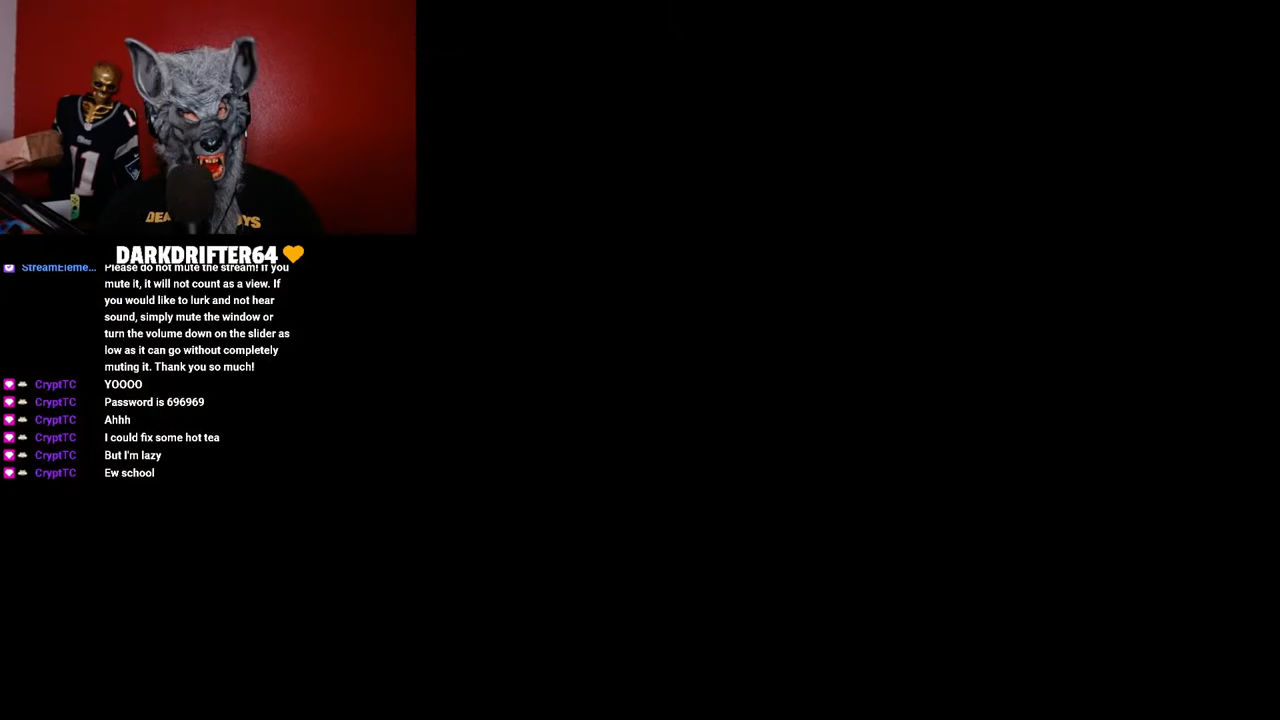 11
DARKDRIFTER64
StreamEleme... Please do not mute the stream! If you
mute it, it will not count as a view. If
you would like to lurk and not hear
sound, simply mute the window or
turn the volume down on the slider as
low as it can go without completely
muting it. Thank you so much!
CryptTC YOOOO
CryptTC Password is 696969
CryptTC Ahhh
CryptTC I could fix some hot tea
CryptTC But I'm lazy
CryptTC Ew school